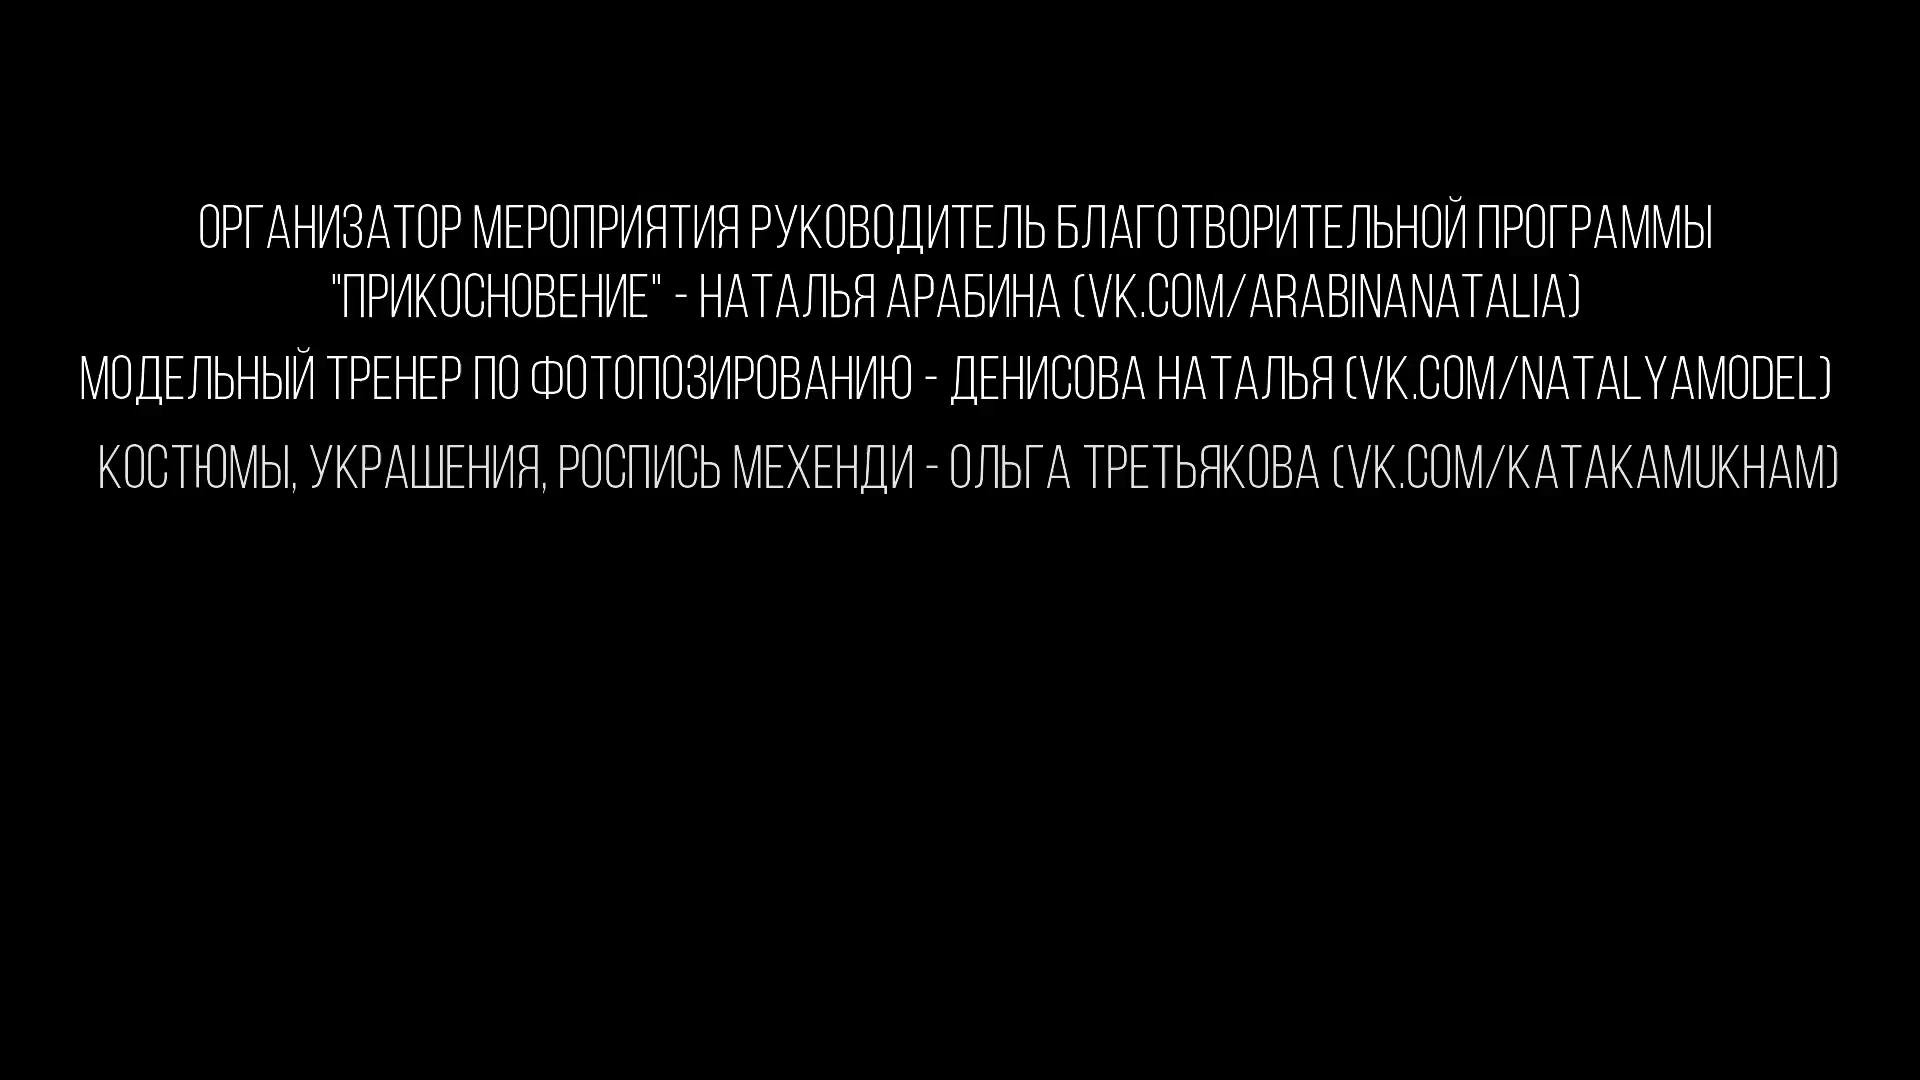 ОРГАНИЗАТОР МЕРОПРИЯТИЯ РУКОВОДИТЕЛЬ БЛАГОТВОРИТЕЛЬНОЙ ПРОГРАММЫ
"ПРИКОСНОВЕНИЕ" - НАТАЛЬЯ АРАБИНА (VK.COM/ARABINANATALIA)
МОДЕЛЬНЫЙ ТРЕНЕР ПО ФОТОПОЗИРОВАНИЮ - ДЕНИСОВА НАТАЛЬЯ (VK.COM/NATALYAMODEL)
КОСТЮМЫ, УКРАШЕНИЯ, РОСПИСЬ МЕХЕНДИ - ОЛЬГА ТРЕТЬЯКОВА (VK.COM/KATAKAMUKHAM)